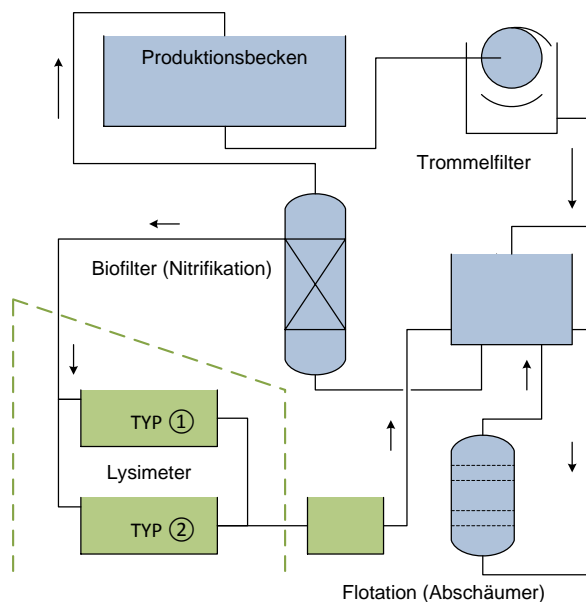 Produktionsbecken
Trommelfilter
Biofilter (Nitrifikation)
TYP ①
Lysimeter
TYP ②
Flotation (Abschäumer)